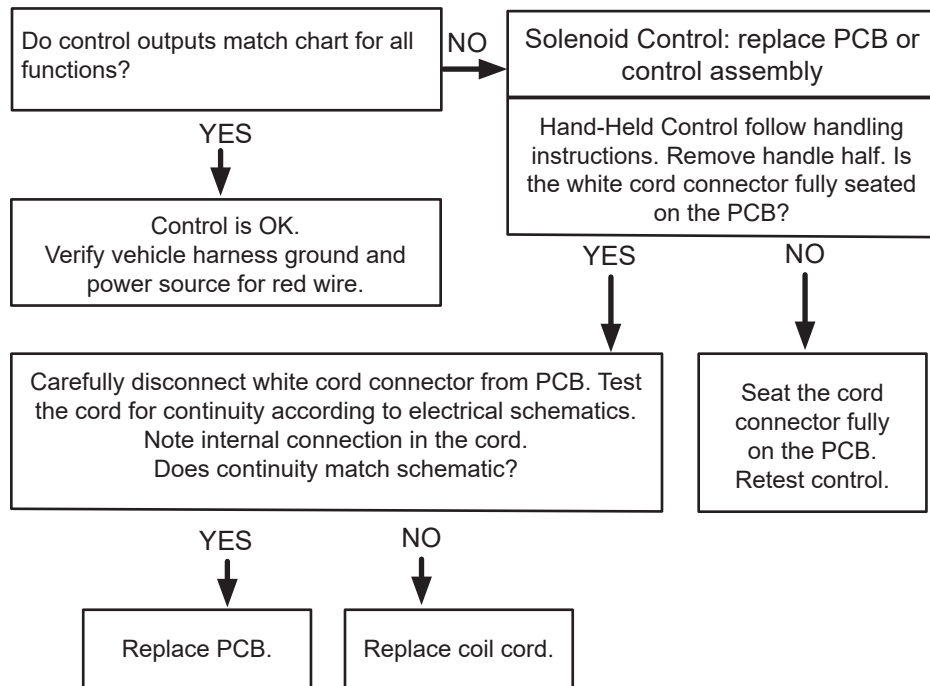 Do control outputs match chart for all
functions?
NO
Solenoid Control: replace PCB or
control assembly
YES
Hand-Held Control follow handling
instructions. Remove handle half. Is
the white cord connector fully seated
on the PCB?
Control is OK.
Verify vehicle harness ground and
power source for red wire.
YES
NO
Carefully disconnect white cord connector from PCB. Test
the cord for continuity according to electrical schematics.
Note internal connection in the cord.
Does continuity match schematic?
Seat the cord
connector fully
on the PCB.
Retest control.
YES
NO
Replace PCB.
Replace coil cord.